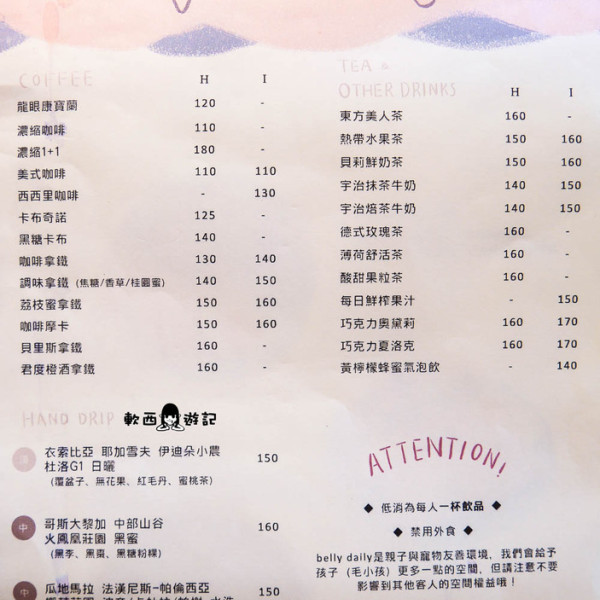 COFFEE H I
龍眼康寶蘭 120 -
濃縮咖啡 110 -
濃縮1+1 180 -
美式咖啡 110 110
西西里咖啡 - 130
卡布奇諾 125 -
黑糖卡布 140 -
咖啡拿鐵 130 140
調味拿鐵 (焦糖/香草/桂圓蜜) 140 150
荔枝蜜拿鐵 150 160
咖啡摩卡 150 160
貝里斯拿鐵 160 -
君度橙酒拿鐵 160 -
TEA &
OTHER DRINKS H I
東方美人茶 160 -
熱帶水果茶 150 160
貝莉鮮奶茶 150 160
宇治抹茶牛奶 140 150
宇治焙茶牛奶 140 150
德式玫瑰茶 160 -
薄荷舒活茶 160 -
酸甜果粒茶 160 -
每日鮮榨果汁 - 150
巧克力奧黛莉 160 170
巧克力夏洛克 160 170
黃檸檬蜂蜜氣泡飲 - 140
HAND DRIP 軟西遊記
衣索比亞 耶加雪夫 伊迪朵小農 150
杜洛G1 日曬
(覆盆子、無花果、紅毛丹、蜜桃茶)
中 哥斯大黎加 中部山谷 160
火鳳凰莊園 黑蜜
(黑李、黑棗、黑糖粉粿)
中 瓜地馬拉 法漢尼斯-帕倫西亞 150
ATTENTION!
◆ 低消為每人一杯飲品 ◆
◆ 禁用外食 ◆
belly daily是親子與寵物友善環境，我們會給予
孩子（毛小孩）更多一點的空間，但請注意不要
影響到其他客人的空間權益哦！